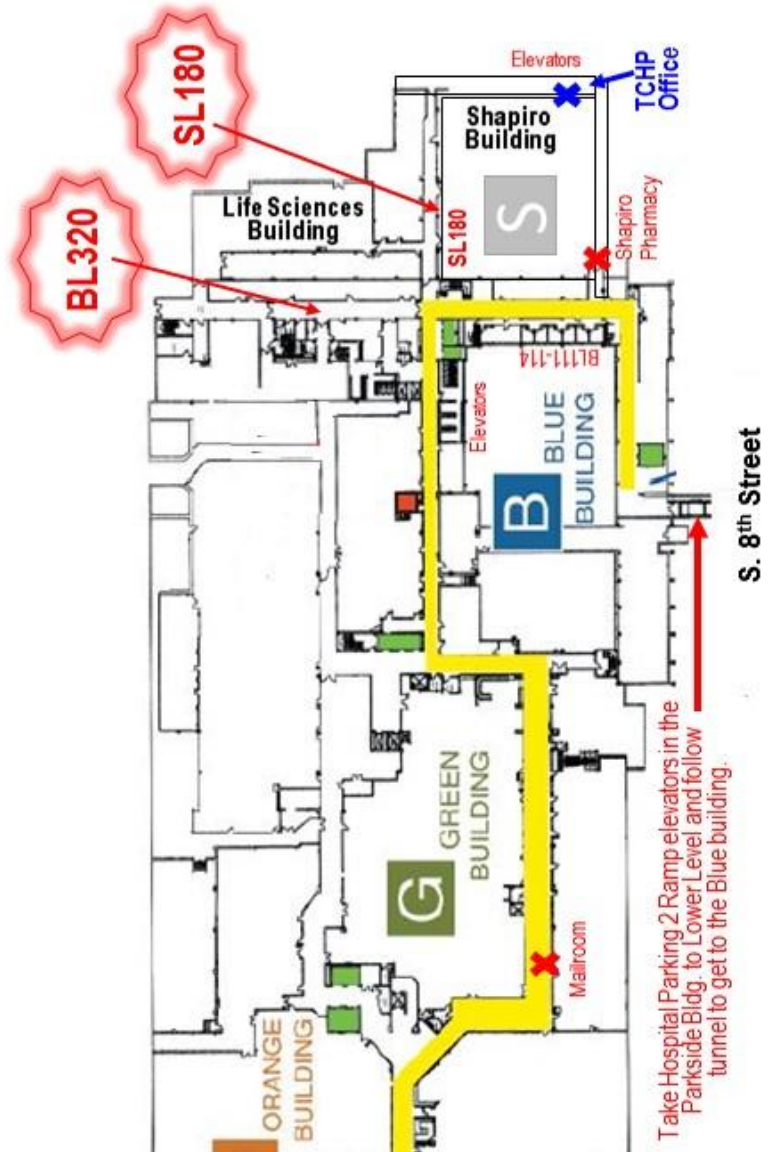 SL180
BL320
Elevators
TCHP
Office
Shapiro
Building
Life Sciences
Building
SL180
S
Shapiro
Pharmacy
BL111-114
Elevators
B
BLUE
BUILDING
S. 8th Street
G
GREEN
BUILDING
Mailroom
ORANGE
BUILDING
Take Hospital Parking 2 Ramp elevators in the
Parkside Bldg. to Lower Level and follow
tunnel to get to the Blue building.